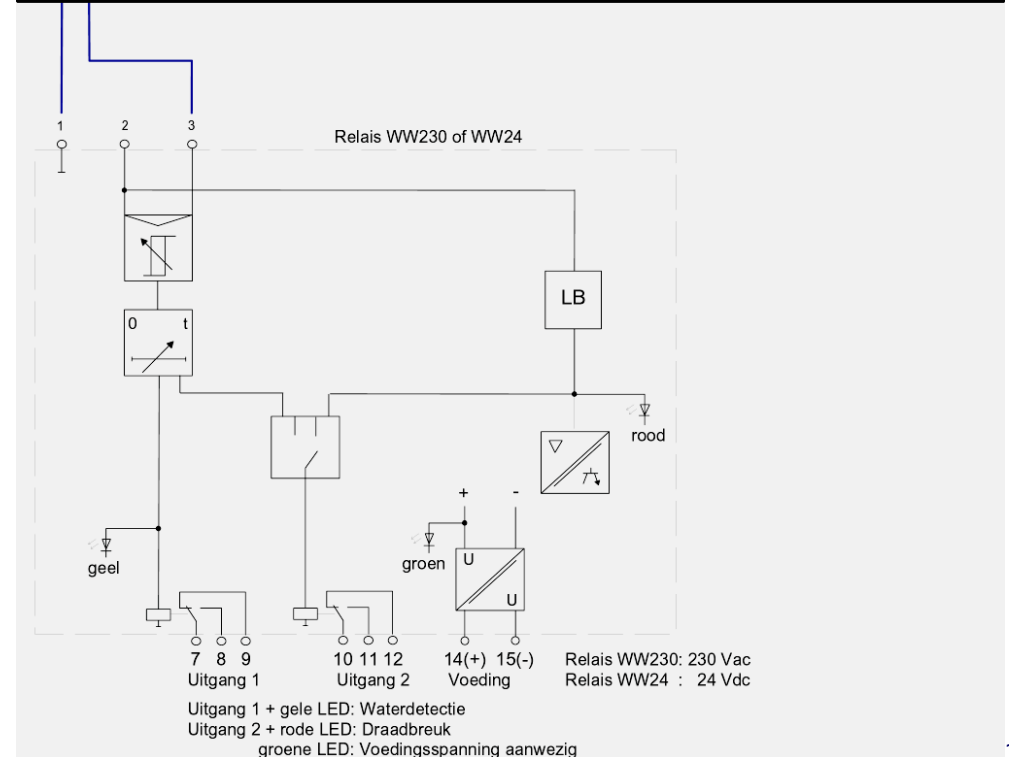 1 2 3
Relais WW230 of WW24
LB
0 t
rood
+ -
groen
U
geel
U
7 8 9 10 11 12 14(+) 15(-) Relais WW230: 230 Vac
Uitgang 1 Uitgang 2 Voeding Relais WW24 : 24 Vdc
Uitgang 1 + gele LED: Waterdetectie
Uitgang 2 + rode LED: Draadbreuk
groene LED: Voedingsspanning aanwezig